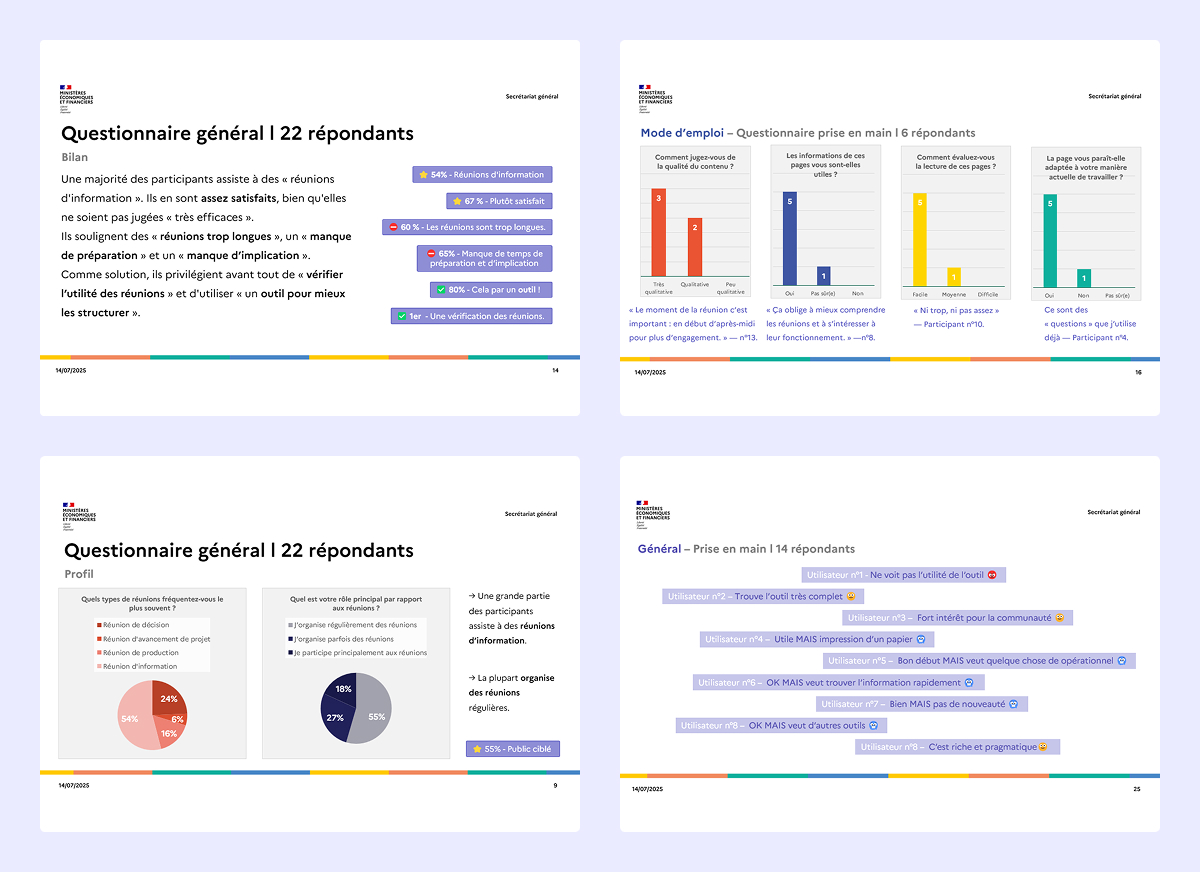 MINISTÈRES
ÉCONOMIQUES
ET FINANCIERS
Secrétariat général
Questionnaire général | 22 répondants
Bilan
Une majorité des participants assiste à des « réunions
d'information ». Ils en sont assez satisfaits, bien qu'elles
ne soient pas jugées « très efficaces ».
Ils soulignent des « réunions trop longues », un « manque
de préparation » et un « manque d'implication ».
Comme solution, ils privilégient avant tout de « vérifier
l'utilité des réunions » et d'utiliser « un outil pour mieux
les structurer ».
⭐ 54% - Réunions d'information
⭐ 67 % - Plutôt satisfait
⛔ 60 % - Les réunions sont trop longues.
⛔ 65% - Manque de temps de
préparation et d'implication
✅ 80% - Cela par un outil !
✅ 1er - Une vérification des réunions.
14/07/2025
14
MINISTÈRES
ÉCONOMIQUES
ET FINANCIERS
Secrétariat général
Mode d'emploi – Questionnaire prise en main | 6 répondants
Comment jugez-vous de
la qualité du contenu ?
3
2
Très
qualitative
Qualitative
Peu
qualitative
« Le moment de la réunion c'est
important : en début d'après-midi
pour plus d'engagement. » — n°13.
Les informations de ces
pages vous sont-elles
utiles ?
5
1
Oui
Pas sûr(e)
Non
« Ça oblige à mieux comprendre
les réunions et à s'intéresser à
leur fonctionnement. » —n°8.
Comment évaluez-vous
la lecture de ces pages ?
5
1
Facile
Moyenne
Difficile
« Ni trop, ni pas assez »
— Participant n°10.
La page vous paraît-elle
adaptée à votre manière
actuelle de travailler ?
5
1
Oui
Non
Pas sûr(e)
Ce sont des
« questions » que j'utilise
déjà — Participant n°4.
14/07/2025
16
MINISTÈRES
ÉCONOMIQUES
ET FINANCIERS
Secrétariat général
Questionnaire général | 22 répondants
Profil
Quels types de réunions fréquentez-vous le
plus souvent ?
Réunion de décision
Réunion d'avancement de projet
Réunion de production
Réunion d'information
24%
6%
16%
54%
Quel est votre rôle principal par rapport
aux réunions ?
J'organise régulièrement des réunions
J'organise parfois des réunions
Je participe principalement aux réunions
18%
27%
55%
→ Une grande partie
des participants
assiste à des réunions
d'information.
→ La plupart organise
des réunions
régulières.
⭐ 55% - Public ciblé
14/07/2025
9
MINISTÈRES
ÉCONOMIQUES
ET FINANCIERS
Secrétariat général
Général – Prise en main | 14 répondants
Utilisateur n°1 - Ne voit pas l'utilité de l'outil
Utilisateur n°2 – Trouve l'outil très complet
Utilisateur n°3 – Fort intérêt pour la communauté
Utilisateur n°4 – Utile MAIS impression d'un papier
Utilisateur n°5 – Bon début MAIS veut quelque chose de opérationnel
Utilisateur n°6 – OK MAIS veut trouver l'information rapidement
Utilisateur n°7 – Bien MAIS pas de nouveauté
Utilisateur n°8 – OK MAIS veut d'autres outils
Utilisateur n°8 – C'est riche et pragmatique
14/07/2025
25